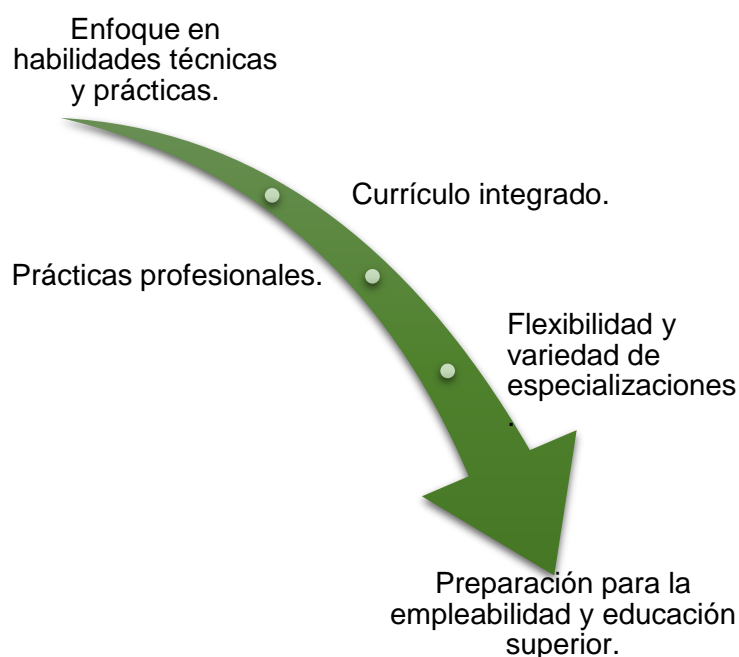 Enfoque en
habilidades técnicas
y prácticas.
Currículo integrado.
Prácticas profesionales.
Flexibilidad y
variedad de
especializaciones
.
Preparación para la
empleabilidad y educación
superior.